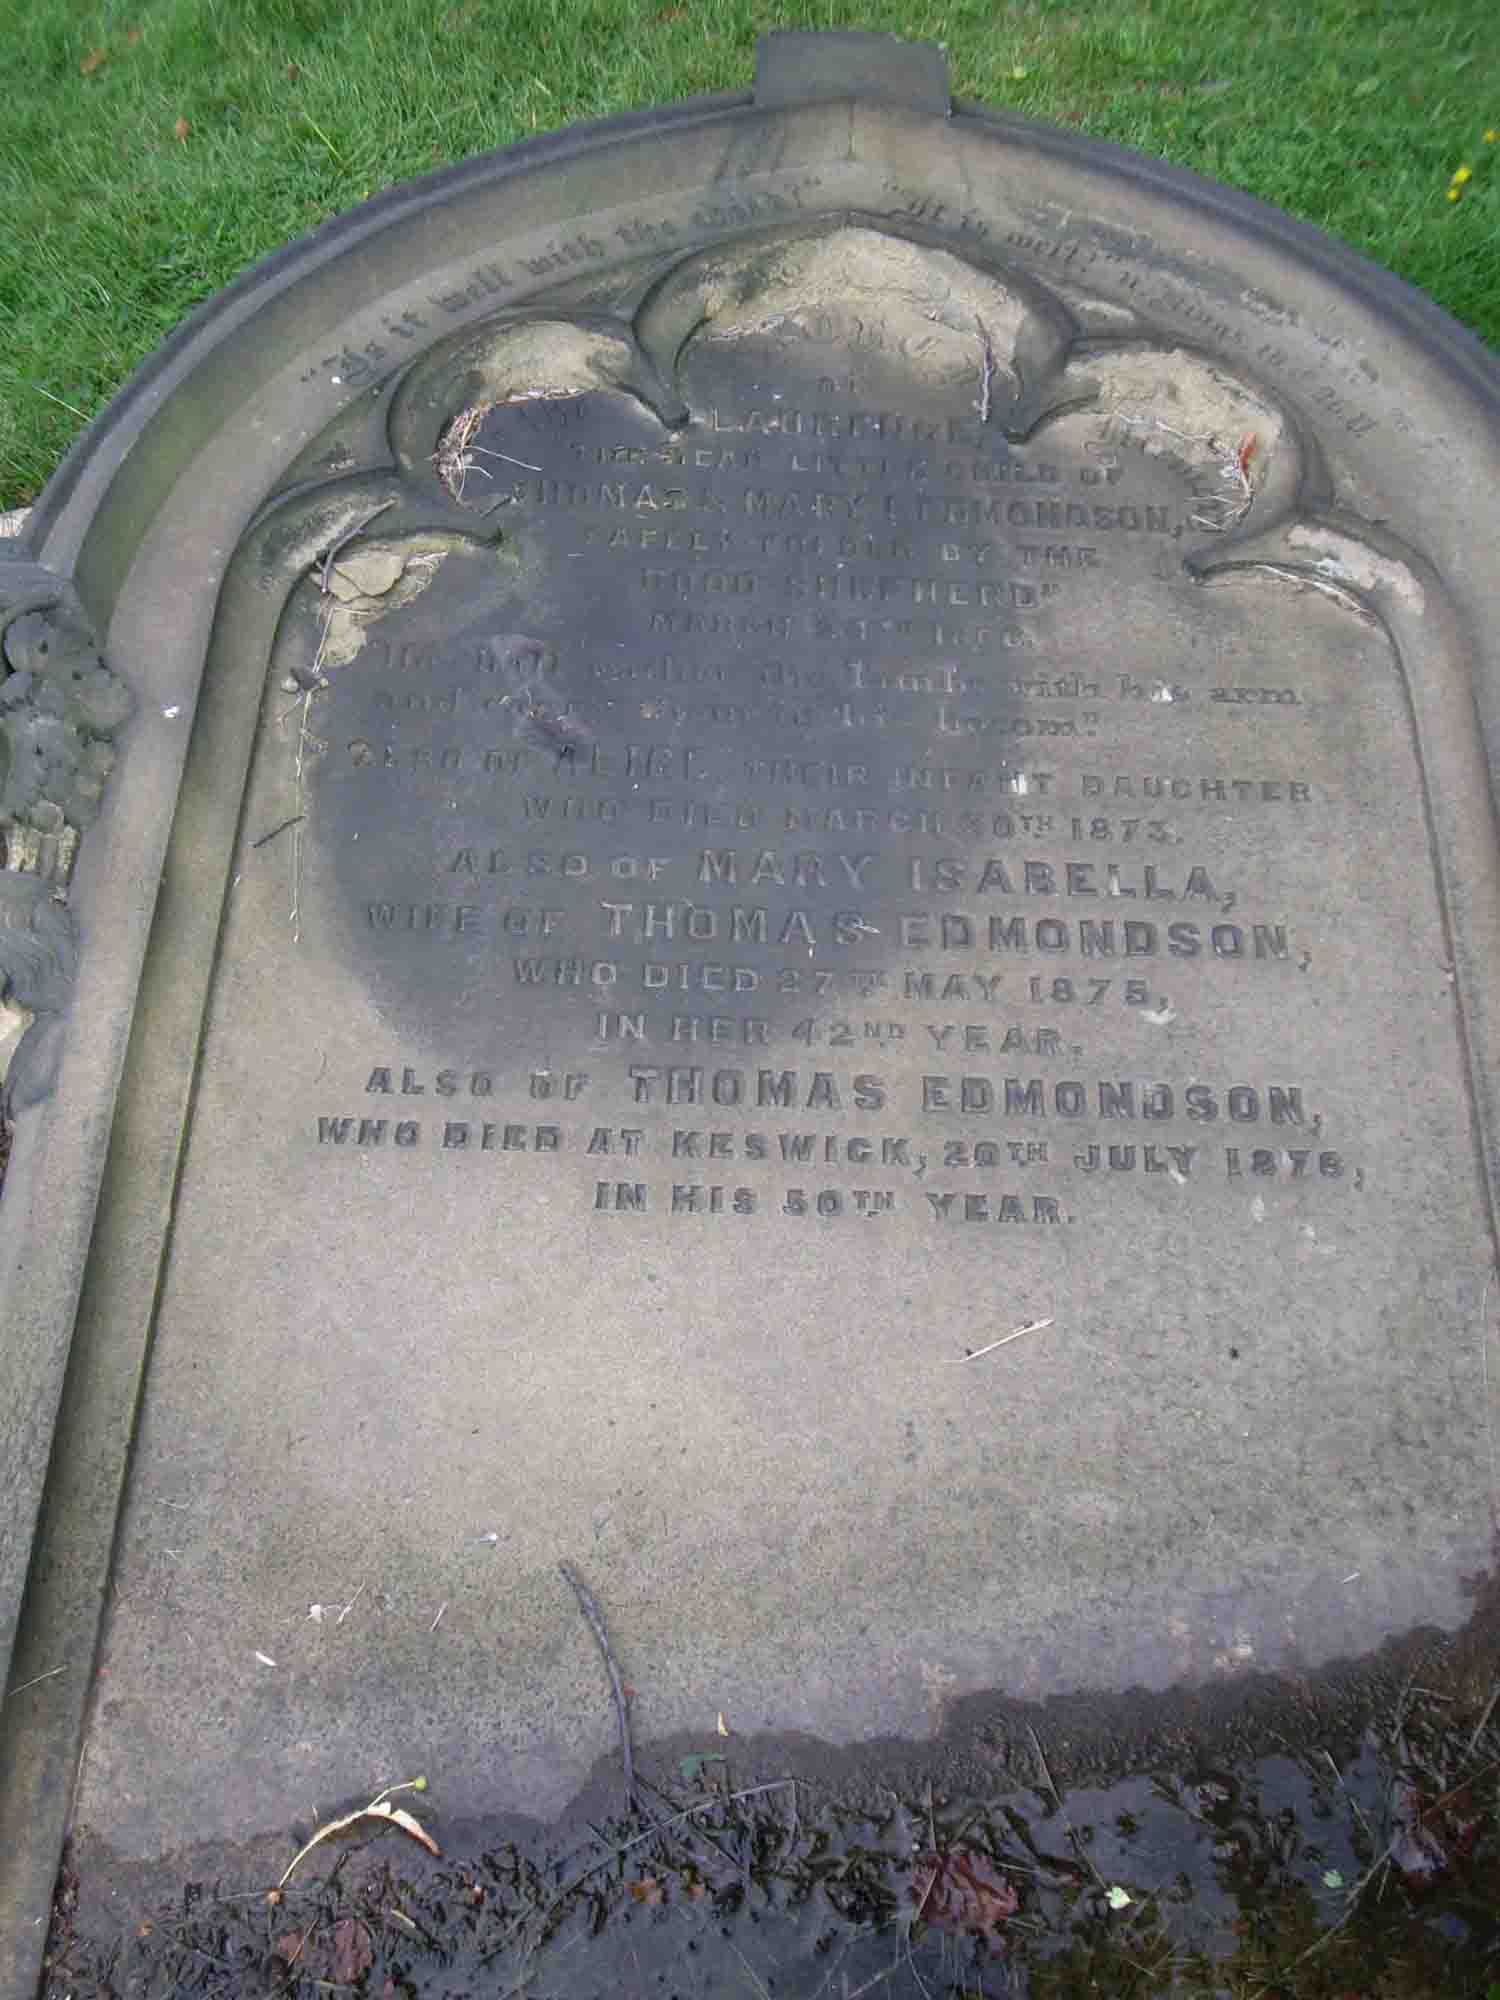 "Is it well with the child?" "It is well."
OF
LAURENCE,
THE DEAR LITTLE CHILD OF
THOMAS & MARY I. EDMONDSON,
SAFELY FOLDED BY THE
GOOD SHEPHERD"
MARCH
"He shall gather the lambs with his arm
and carry them in his bosom."
ALSO OF ALICE, THEIR INFANT DAUGHTER
WHO DIED MARCH 30TH 1873.
ALSO OF MARY ISABELLA,
WIFE OF THOMAS EDMONDSON,
WHO DIED 27TH MAY 1875,
IN HER 42ND YEAR.
ALSO OF THOMAS EDMONDSON,
WHO DIED AT KESWICK, 20TH JULY 1876,
IN HIS 50TH YEAR.